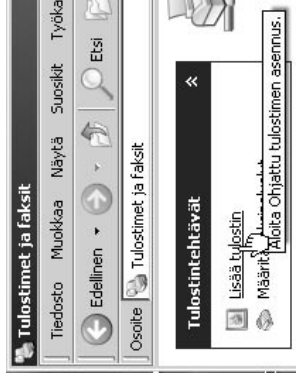 Tulostimet ja faksit
Tiedosto Muokkaa Näytä Suosikit Työka
Edellinen Etsi
Osoite Tulostimet ja faksit
Tulostintehtävät
Lisää tulostin
Määritä
Aloita Ohjattu tulostimen asennus.